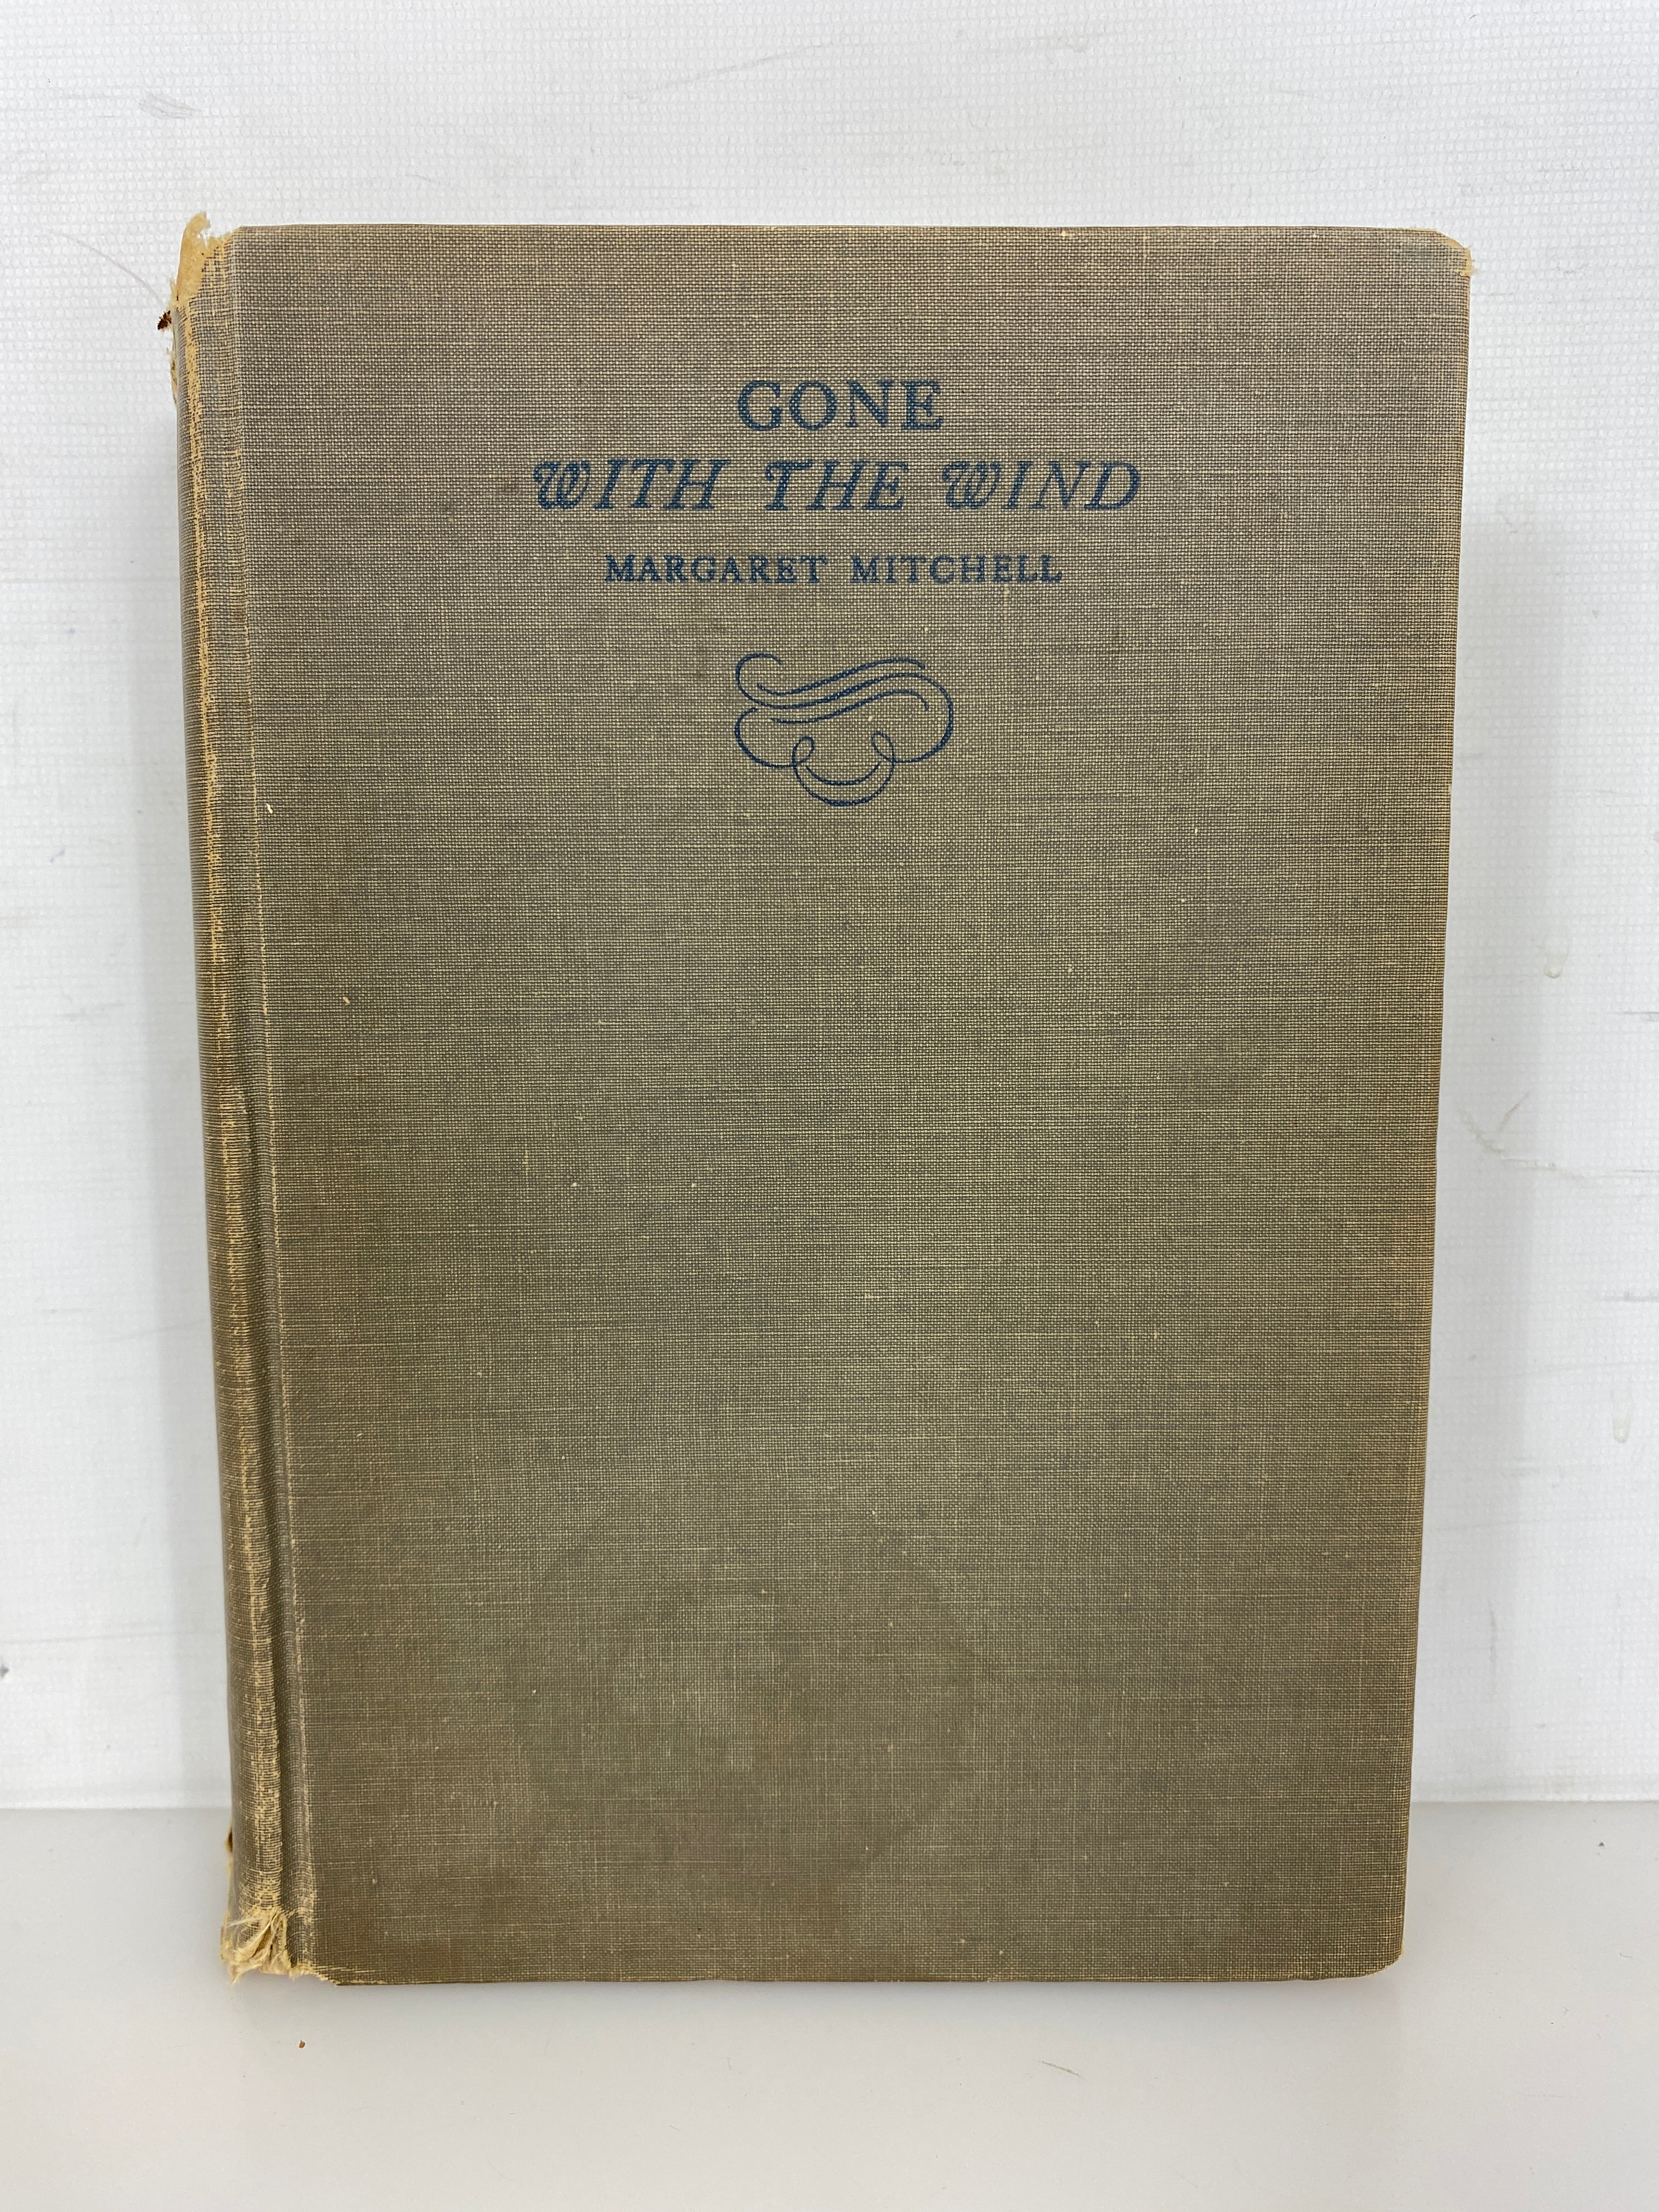 GONE
WITH THE WIND
MARGARET MITCHELL